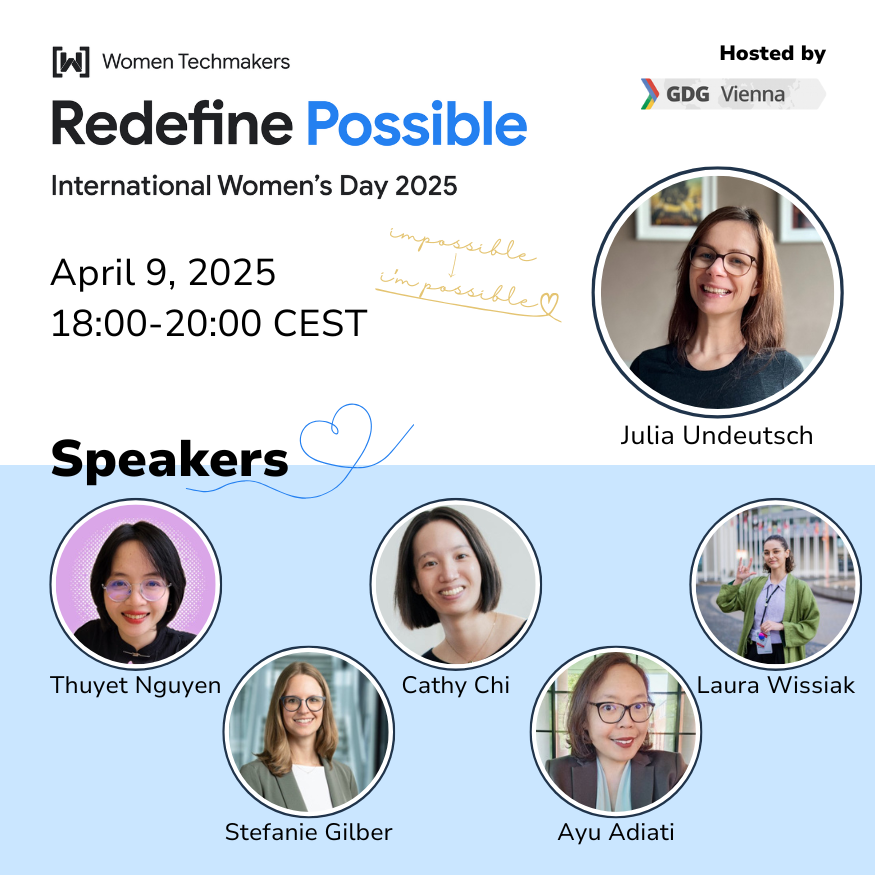 Women Techmakers
Hosted by
GDG Vienna
Redefine Possible
International Women's Day 2025
April 9, 2025
18:00-20:00 CEST
impossible
i'm possible
Julia Undeutsch
Speakers
Thuyet Nguyen
Cathy Chi
Laura Wissiak
Stefanie Gilber
Ayu Adiati